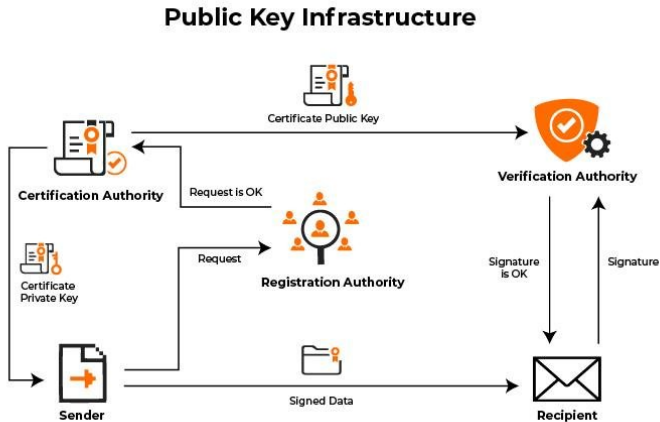 Public Key Infrastructure
Certificate Public Key
Certification Authority
Request is OK
Verification Authority
Certificate
Private Key
Request
Registration Authority
Signature
is OK
Signature
Signed Data
Sender
Recipient